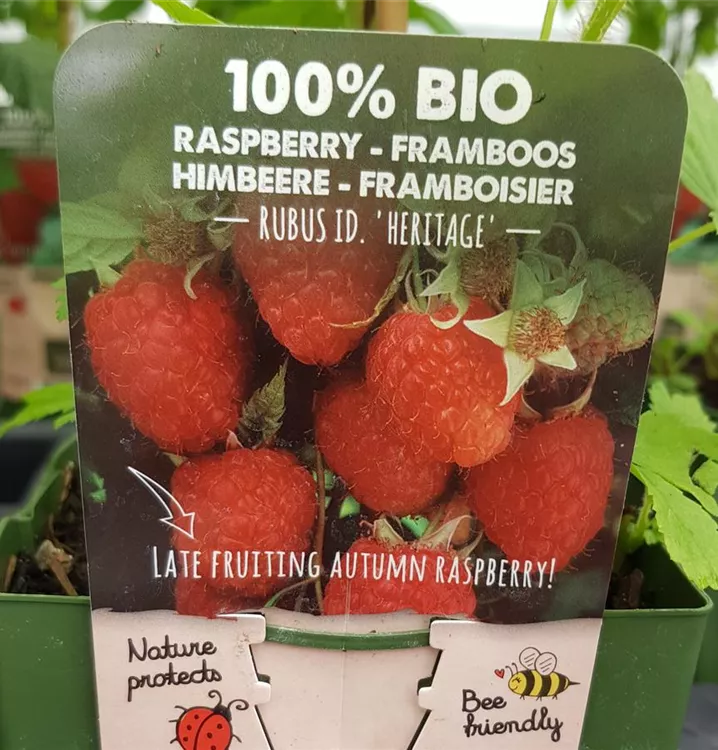 100% BIO
RASPBERRY - FRAMBOOS
HIMBEERE - FRAMBOISIER
— RUBUS ID. 'HERITAGE' —
LATE FRUITING AUTUMN RASPBERRY!
Nature
protects
Bee
friendly